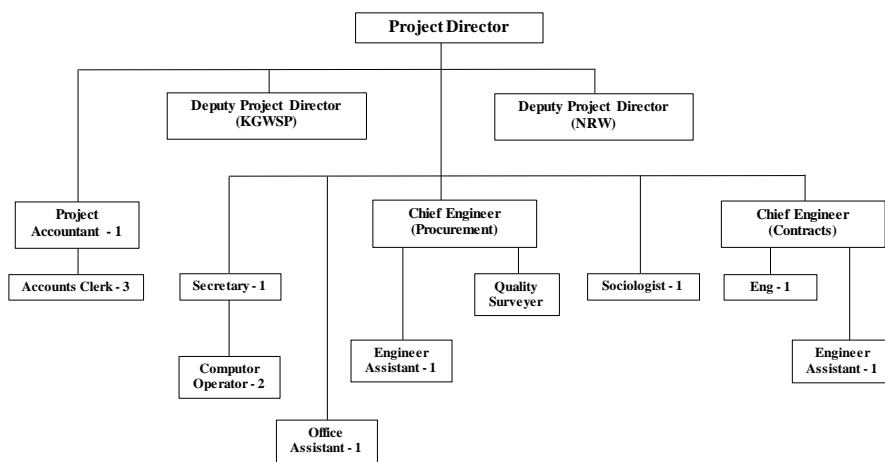 Project Director
Deputy Project Director
(KGWSP)
Deputy Project Director
(NRW)
Project
Accountant - 1
Chief Engineer
(Procurement)
Chief Engineer
(Contracts)
Accounts Clerk - 3
Secretary - 1
Quality
Surveyer
Sociologist - 1
Eng - 1
Computor
Operator - 2
Engineer
Assistant - 1
Engineer
Assistant - 1
Office
Assistant - 1